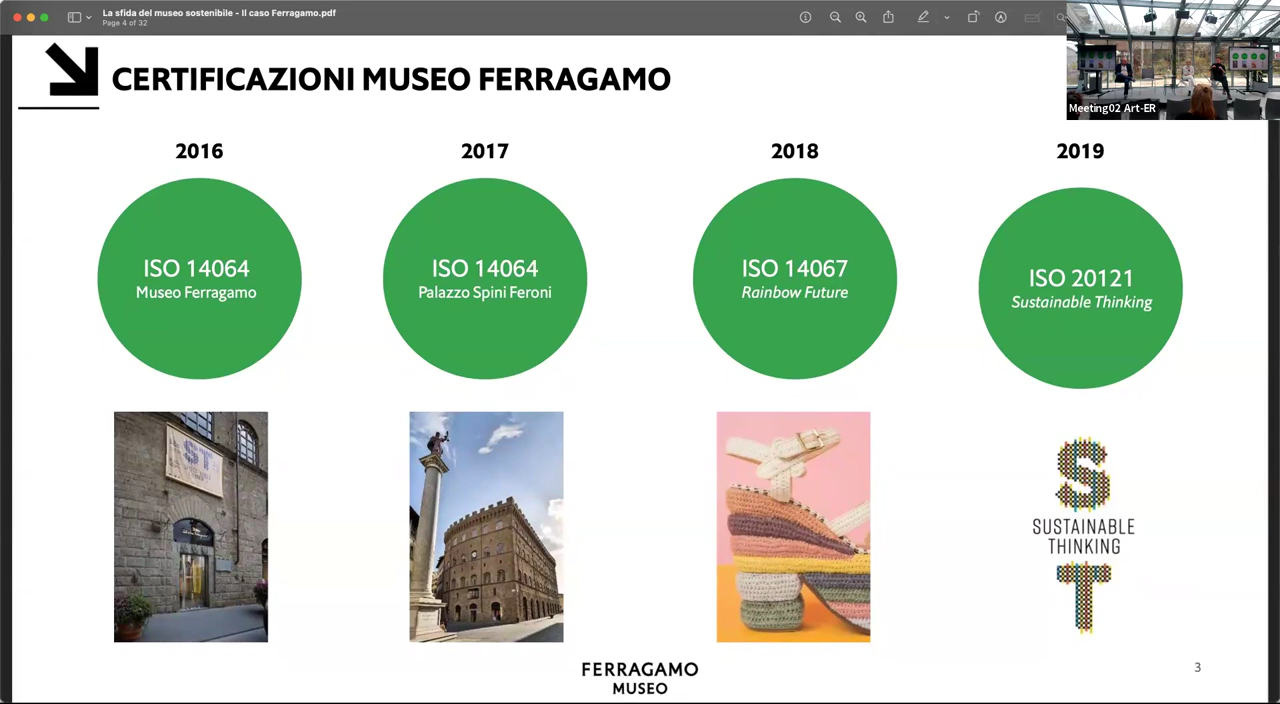 La sfida del museo sostenibile - Il caso Ferragamo.pdf
Page 4 of 32
Meeting02 Art-ER
CERTIFICAZIONI MUSEO FERRAGAMO
2016
2017
2018
2019
ISO 14064
Museo Ferragamo
ISO 14064
Palazzo Spini Feroni
ISO 14067
Rainbow Future
ISO 20121
Sustainable Thinking
ST
S
SUSTAINABLE
THINKING
T
FERRAGAMO
MUSEO
3